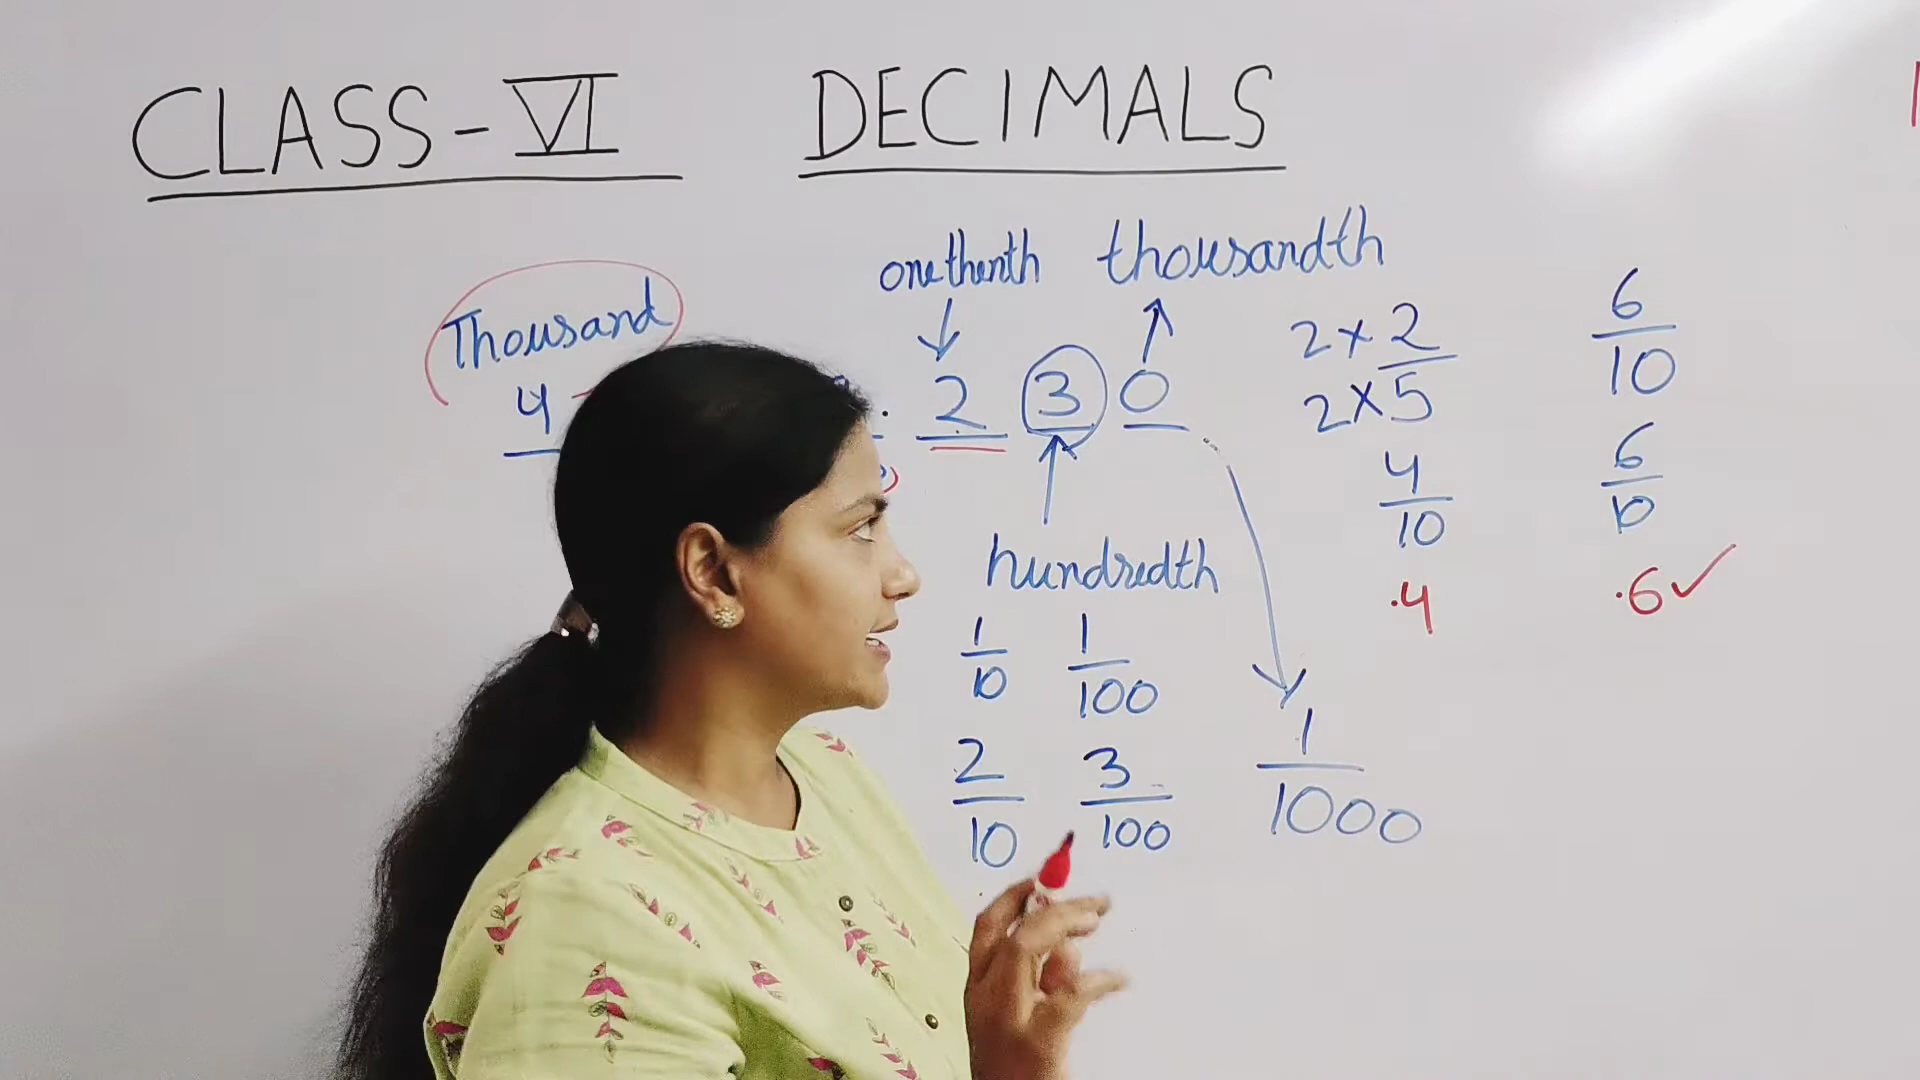 CLASS-VI DECIMALS
onethenth thousandth
Thousand
4 . 2 3 0
hundredth
1/10 1/100
2/10 3/100
1/1000
2×2/2×5
4/10
.4
6/10
6/10
.6✓